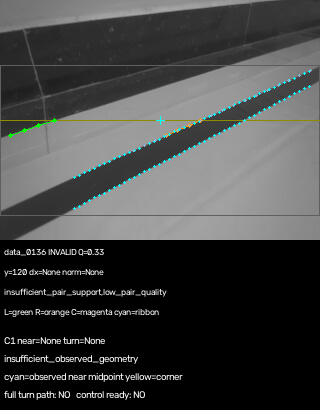 data_0136 INVALID Q=0.33
y=120 dx=None norm=None
insufficient_pair_support,low_pair_quality
L=green R=orange C=magenta cyan=ribbon
C1 near=None turn=None
insufficient_observed_geometry
cyan=observed near midpoint yellow=corner
full turn path: NO control ready: NO